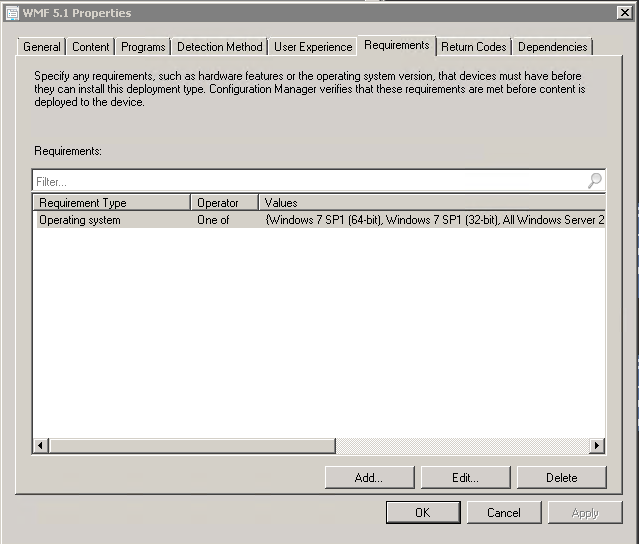 WMF 5.1 Properties
General Content Programs Detection Method User Experience Requirements Return Codes Dependencies
Specify any requirements, such as hardware features or the operating system version, that devices must have before
they can install this deployment type. Configuration Manager verifies that these requirements are met before content is
deployed to the device.
Requirements:
Filter...
Requirement Type Operator Values
Operating system One of {Windows 7 SP1 (64-bit), Windows 7 SP1 (32-bit), All Windows Server 2
Add... Edit... Delete
OK Cancel Apply